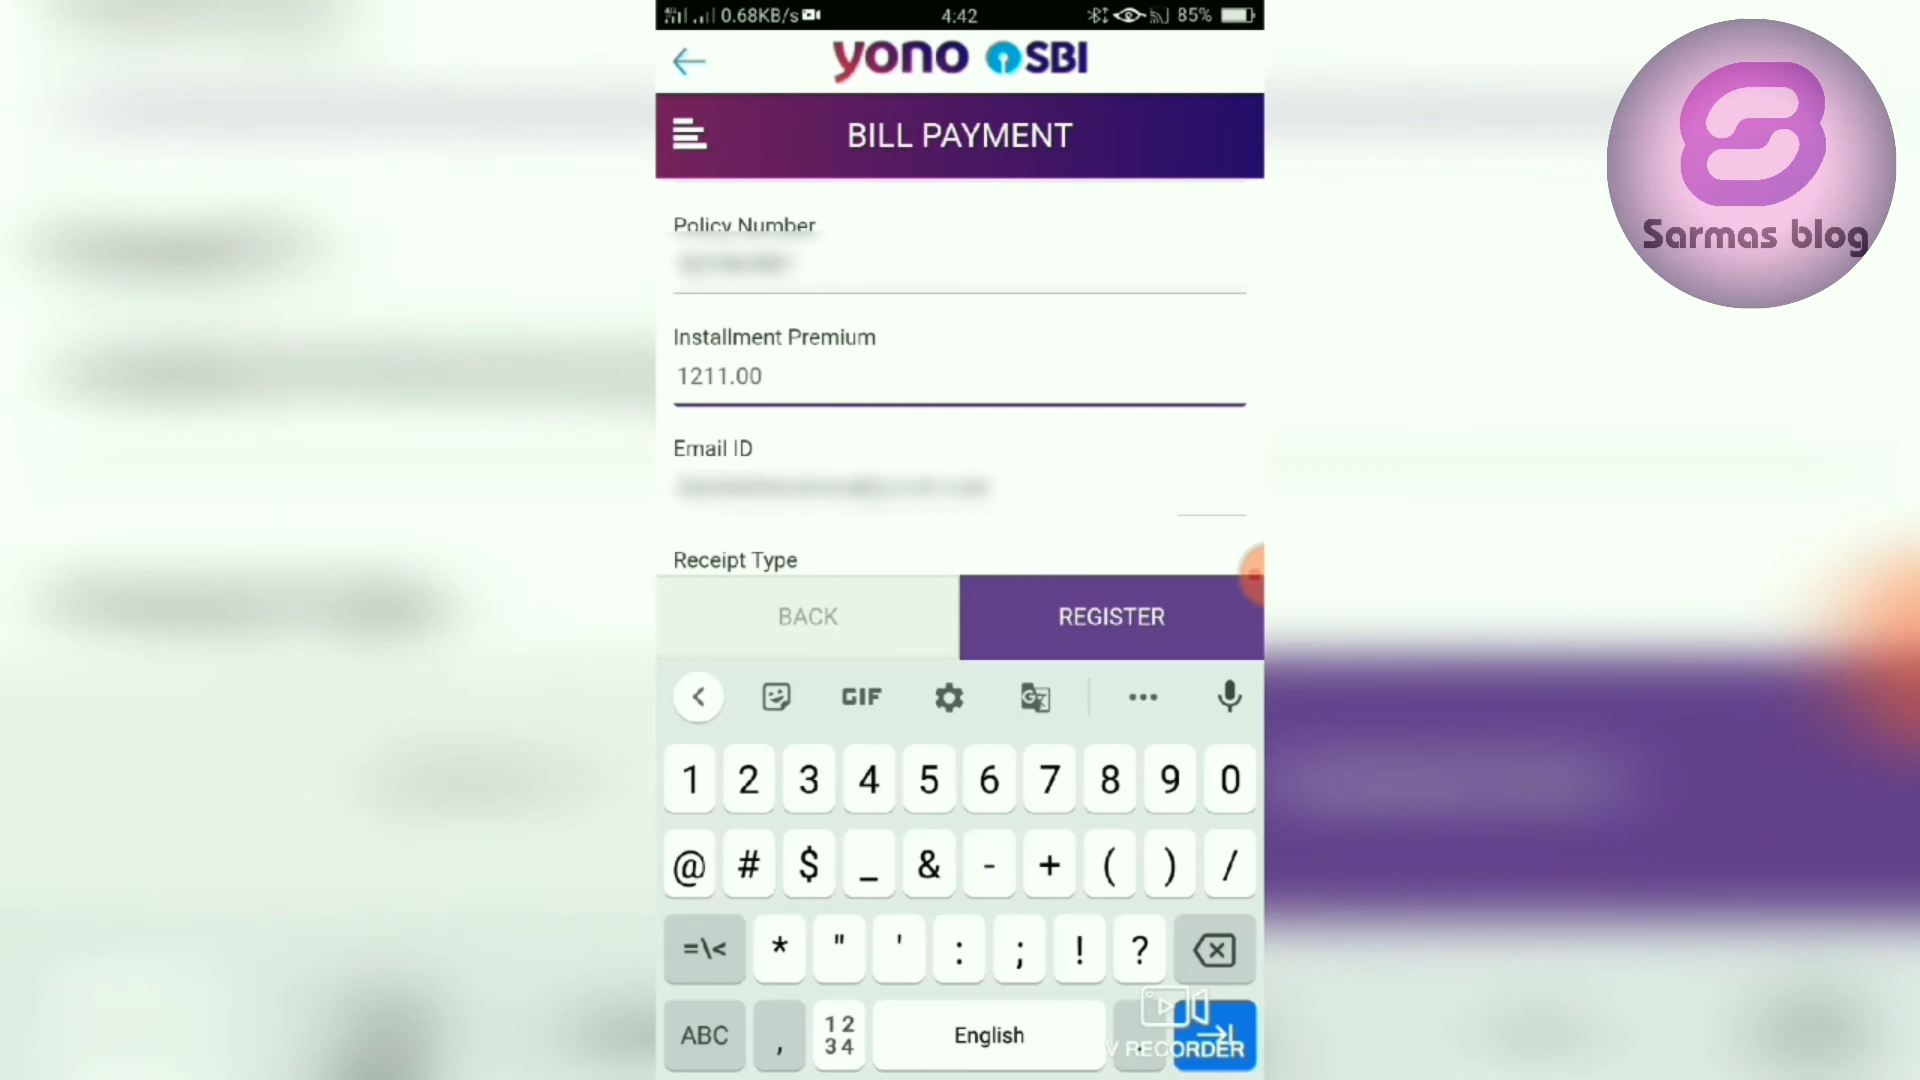 0.68KB/s 4:42 85%
yono SBI
BILL PAYMENT
Sarmas blog
Policy Number
Installment Premium
1211.00
Email ID
Receipt Type
BACK REGISTER
GIF
1 2 3 4 5 6 7 8 9 0
@ # $ _ & - + ( ) /
=\< * " ' : ; ! ?
ABC , 12 English .
34
V RECORDER